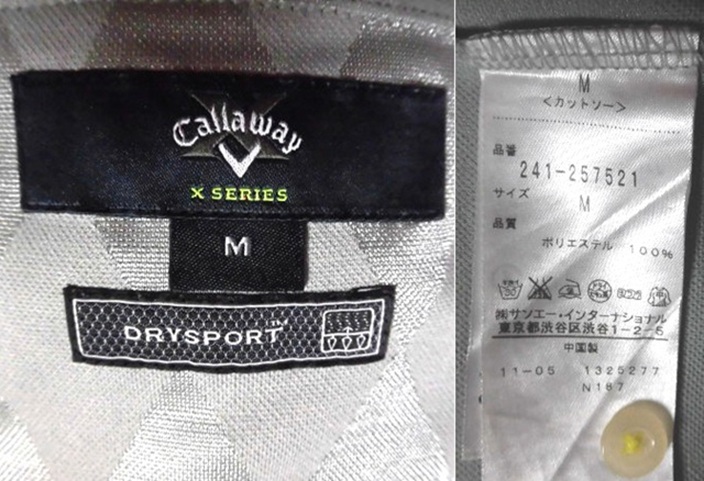 Callaway
X SERIES
M
DRYSPORT™
M
<カットソー>
品番
241-257521
サイズ
M
品質
ポリエステル 100%
㈱サンエー・インターナショナル
東京都渋谷区渋谷1-2-5
中国製
11-05 1325277
N167